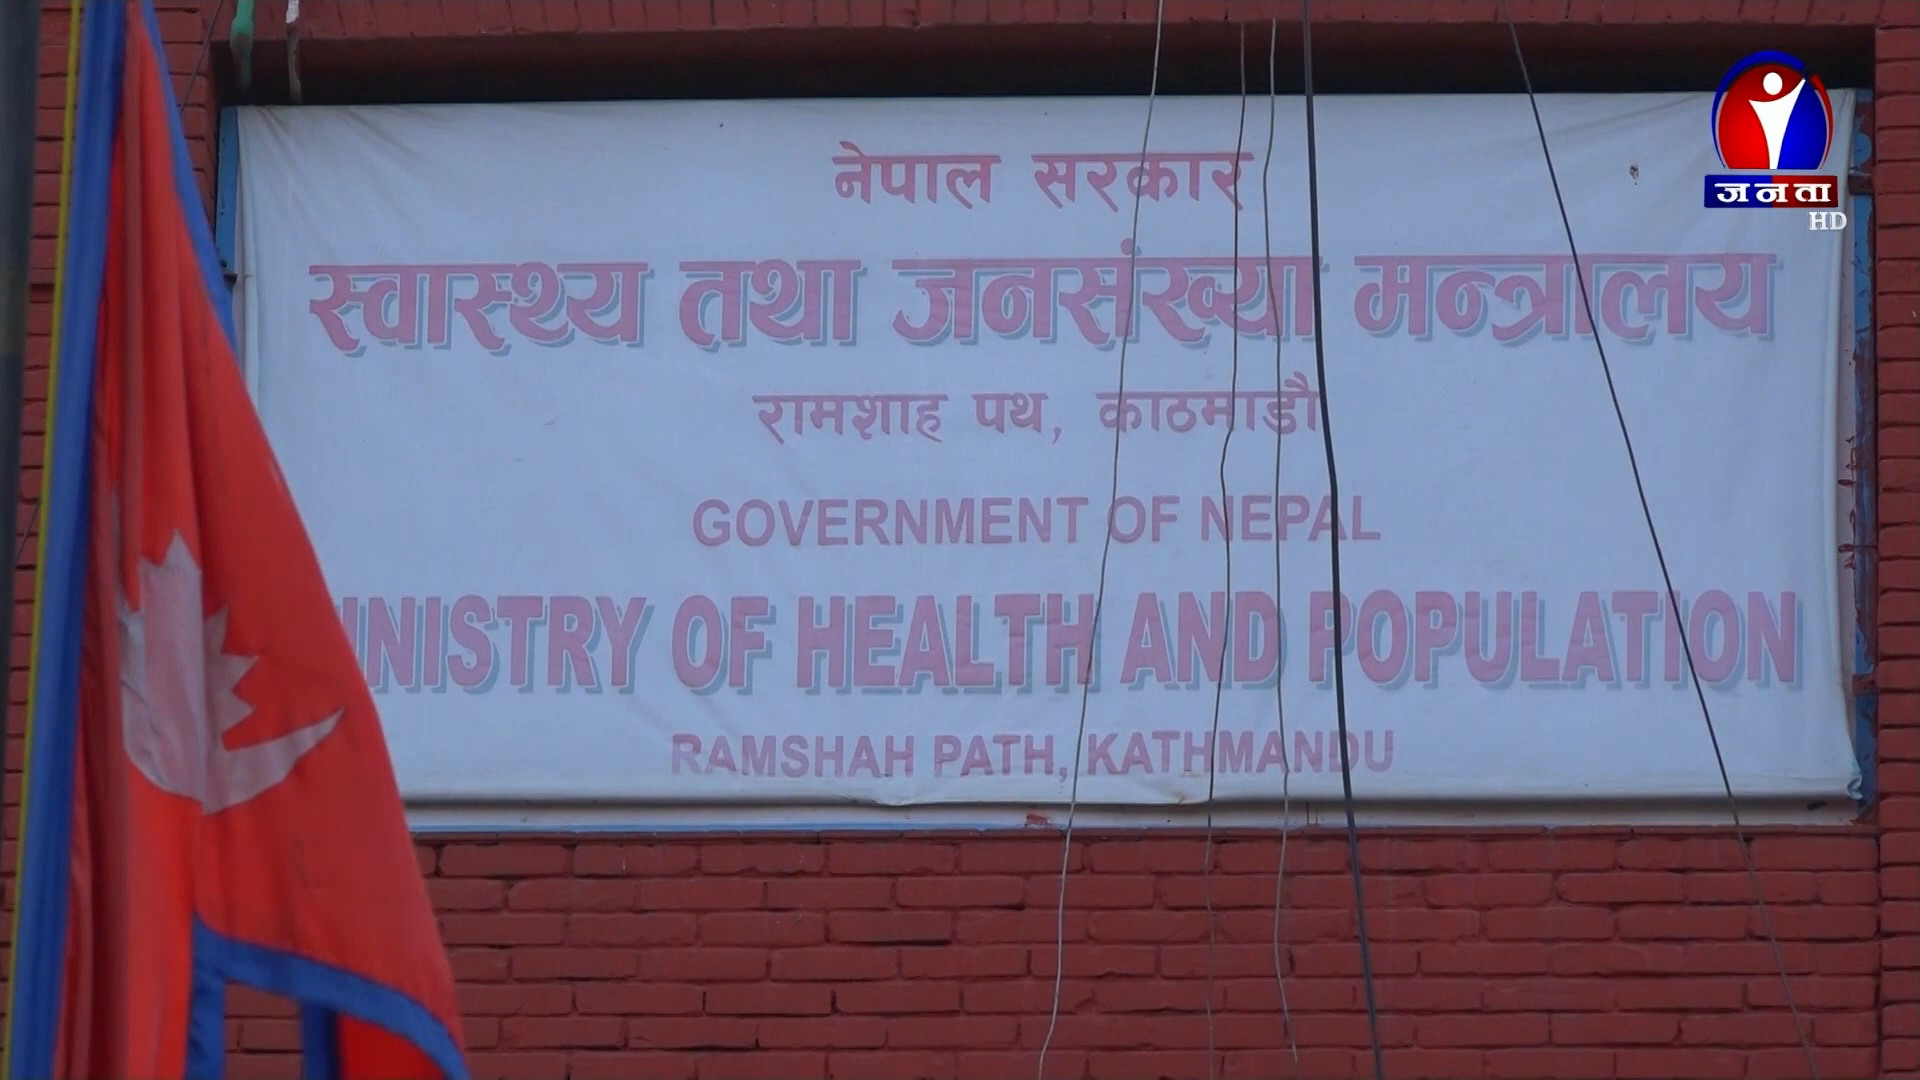 नेपाल सरकार
स्वास्थ्य तथा जनसंख्या मन्त्रालय
रामशाह पथ, काठमाडौ
GOVERNMENT OF NEPAL
INISTRY OF HEALTH AND POPULATION
RAMSHAH PATH, KATHMANDU
जनता
HD